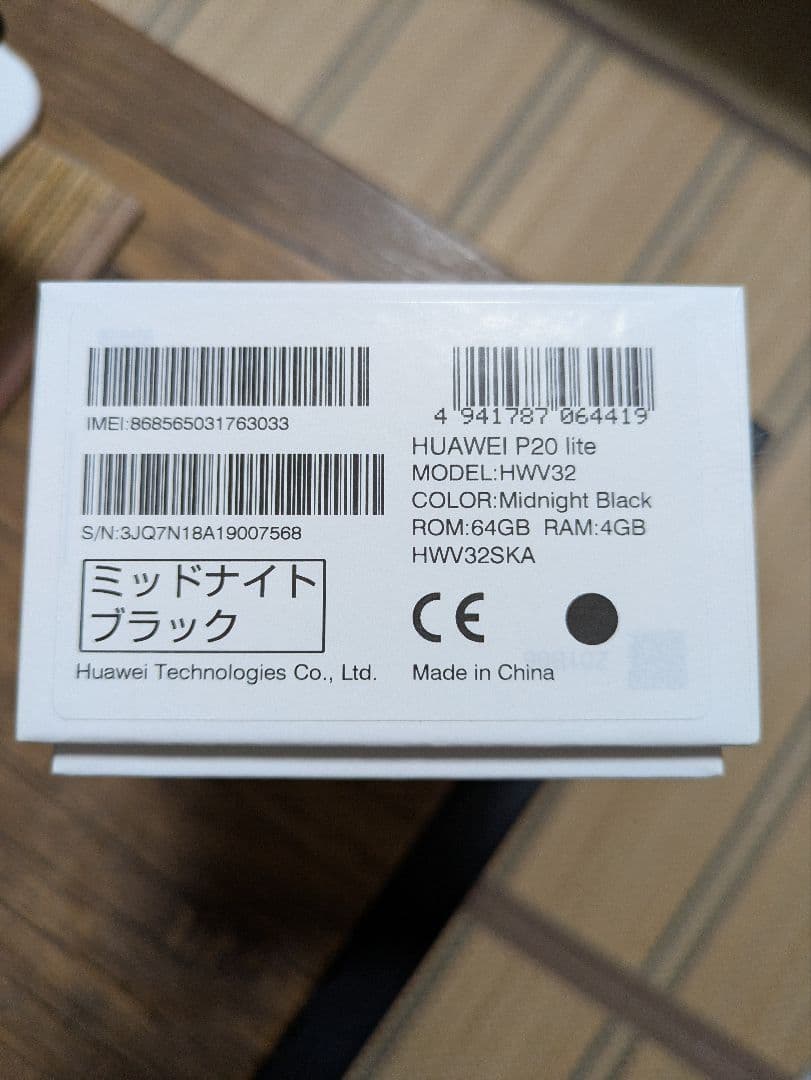 IMEI:868565031763033
S/N:3JQ7N18A19007568
ミッドナイト
ブラック
Huawei Technologies Co., Ltd.
4 941787 064419
HUAWEI P20 lite
MODEL:HWV32
COLOR:Midnight Black
ROM:64GB RAM:4GB
HWV32SKA
CE
Made in China